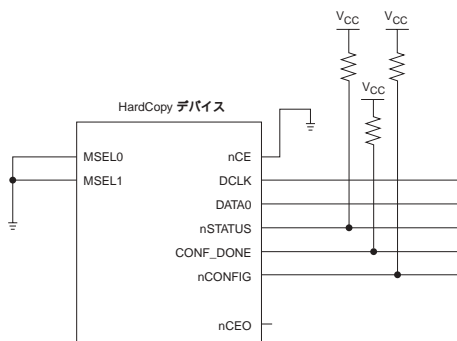 VCC
VCC
VCC
HardCopy デバイス
MSEL0
nCE
MSEL1
DCLK
DATA0
nSTATUS
CONF_DONE
nCONFIG
nCEO